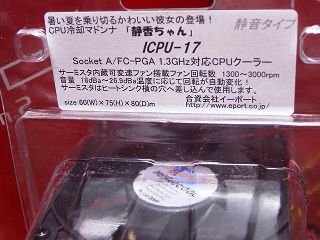 暑い夏を乗り切るかわいい彼女の登場!
静音タイプ
CPU冷却マドンナ 「静香ちゃん」
ICPU-17
Socket A/FC-PGA 1.3GHz対応CPUクーラー
サーミスタ内蔵可変速ファン搭載ファン回転数 1300~3000rpm
音量 18dBa~26.9dBa温度に応じて回転が自動変化!
サーミスタはヒートシンク横の穴へ差し込んで使用します。
合資会社イーポート
size 60(W)×75(H)×80(D)m
http://www.eport.co.jp/